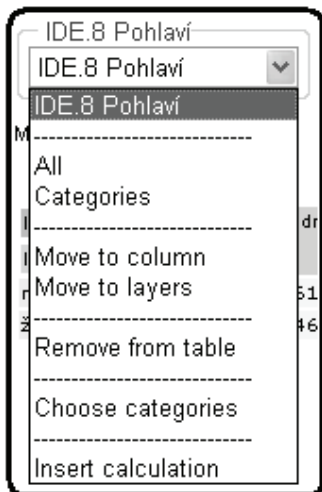 IDE.8 Pohlaví
IDE.8 Pohlaví
IDE.8 Pohlaví
----------------------------
All
Categories
----------------------------
Move to column
Move to layers
----------------------------
Remove from table
----------------------------
Choose categories
----------------------------
Insert calculation